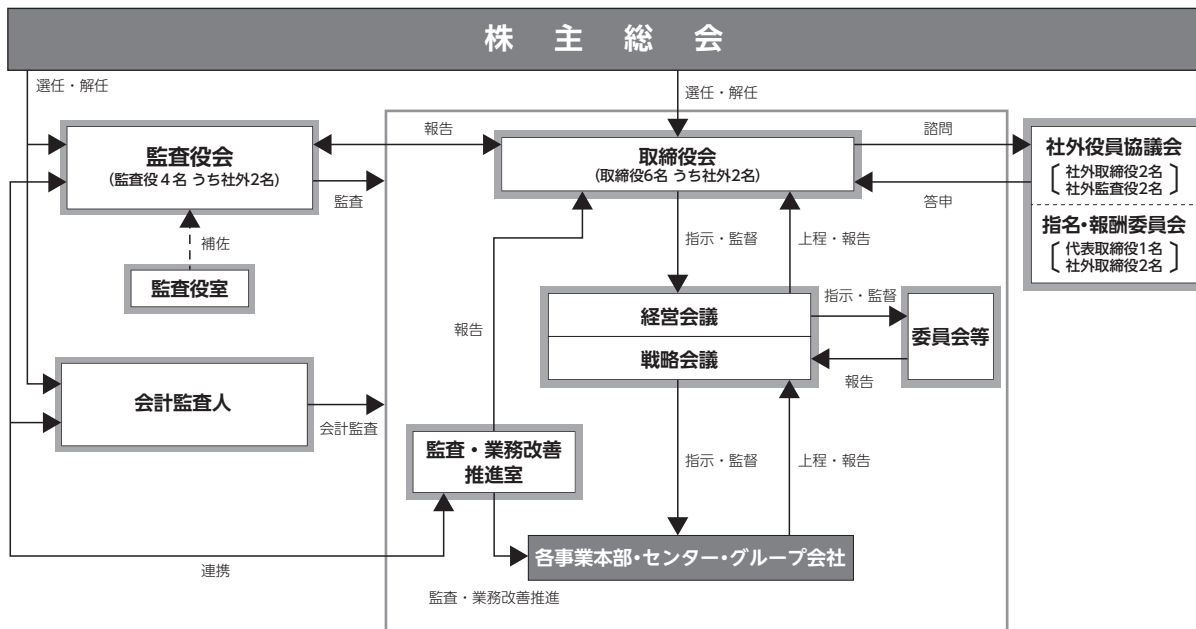 株主総会
選任・解任
選任・解任
監査役会
（監査役４名 うち社外2名）
報告
取締役会
（取締役6名 うち社外2名）
諮問
社外役員協議会
社外取締役2名
社外監査役2名
監査
答申
指名・報酬委員会
代表取締役1名
社外取締役2名
補佐
監査役室
指示・監督
上程・報告
経営会議
戦略会議
指示・監督
委員会等
報告
報告
会計監査人
会計監査
監査・業務改善
推進室
指示・監督
上程・報告
各事業本部・センター・グループ会社
連携
監査・業務改善推進